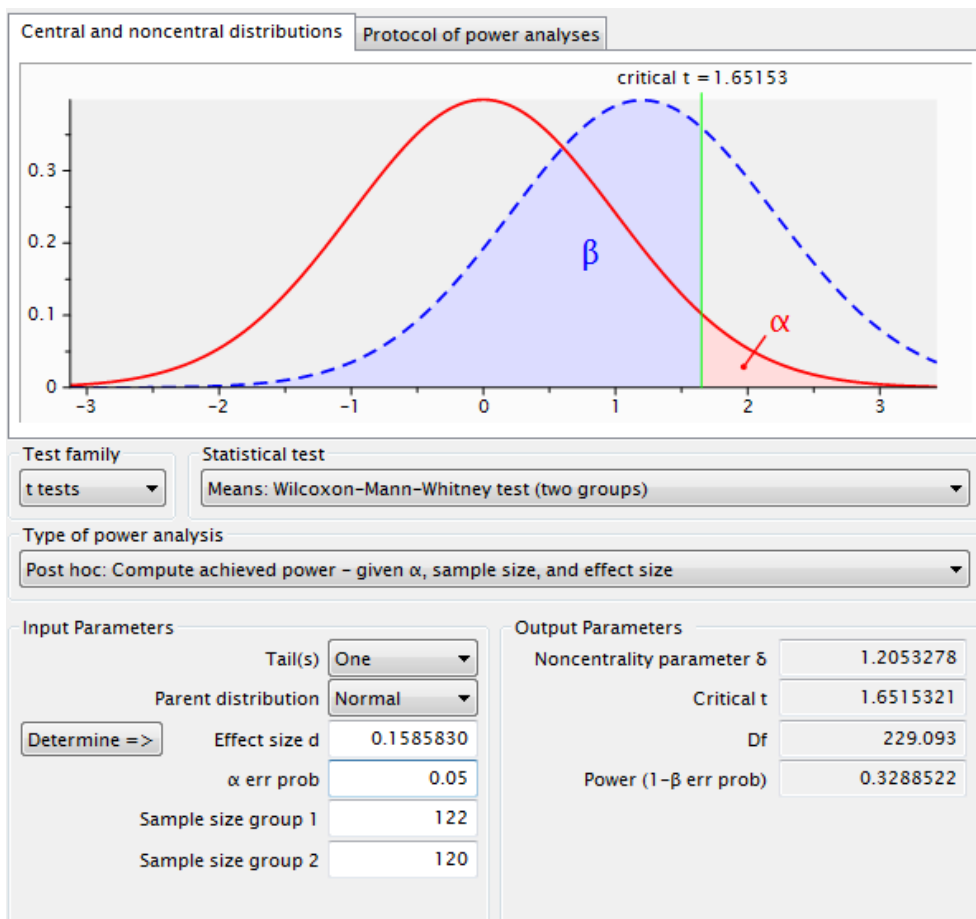 Central and noncentral distributions Protocol of power analyses
critical t = 1.65153
0.3
0.2
0.1
0
β
α
-3 -2 -1 0 1 2 3
Test family Statistical test
t tests Means: Wilcoxon-Mann-Whitney test (two groups)
Type of power analysis
Post hoc: Compute achieved power – given α, sample size, and effect size
Input Parameters Output Parameters
Tail(s) One Noncentrality parameter δ 1.2053278
Parent distribution Normal Critical t 1.6515321
Determine => Effect size d 0.1585830 Df 229.093
α err prob 0.05 Power (1-β err prob) 0.3288522
Sample size group 1 122
Sample size group 2 120